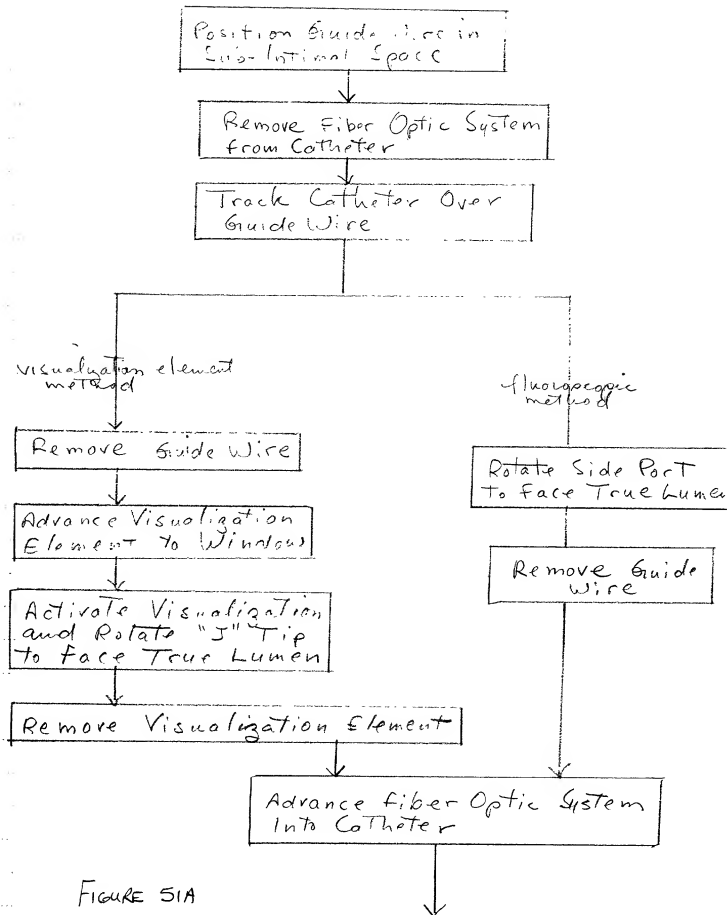 Position Guide Wire in
Sub-Intimal Space
Remove Fiber Optic System
from Catheter
Track Catheter Over
Guide Wire
visualization element
method
fluoroscopic
method
Remove Guide Wire
Rotate Side Port
To Face True Lumen
Advance Visualization
Element to Window
Remove Guide
Wire
Activate Visualization
and Rotate "J" Tip
to Face True Lumen
Remove Visualization Element
Advance Fiber Optic System
Into Catheter
FIGURE 51A